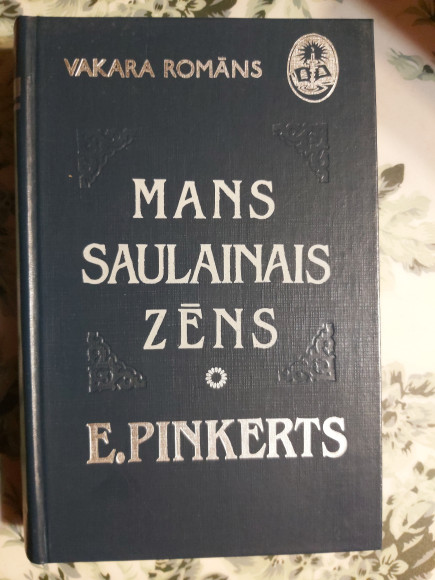 VAKARA ROMĀNS
MANS
SAULAINAIS
ZĒNS
E.PINKERTS